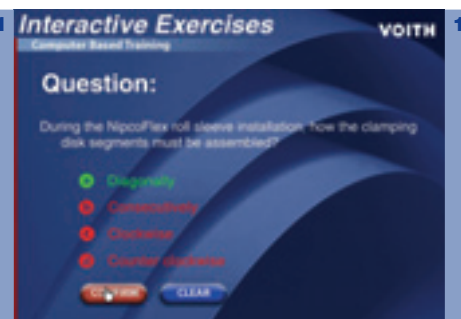 Interactive Exercises
VOITH
Computer Based Training
Question:
During the NipcoFlex roll sleeve installation, how the clamping
disk segments must be assembled?
a Diagonally
b Consecutively
c Clockwise
d Counter clockwise
CONFIRM
CLEAR